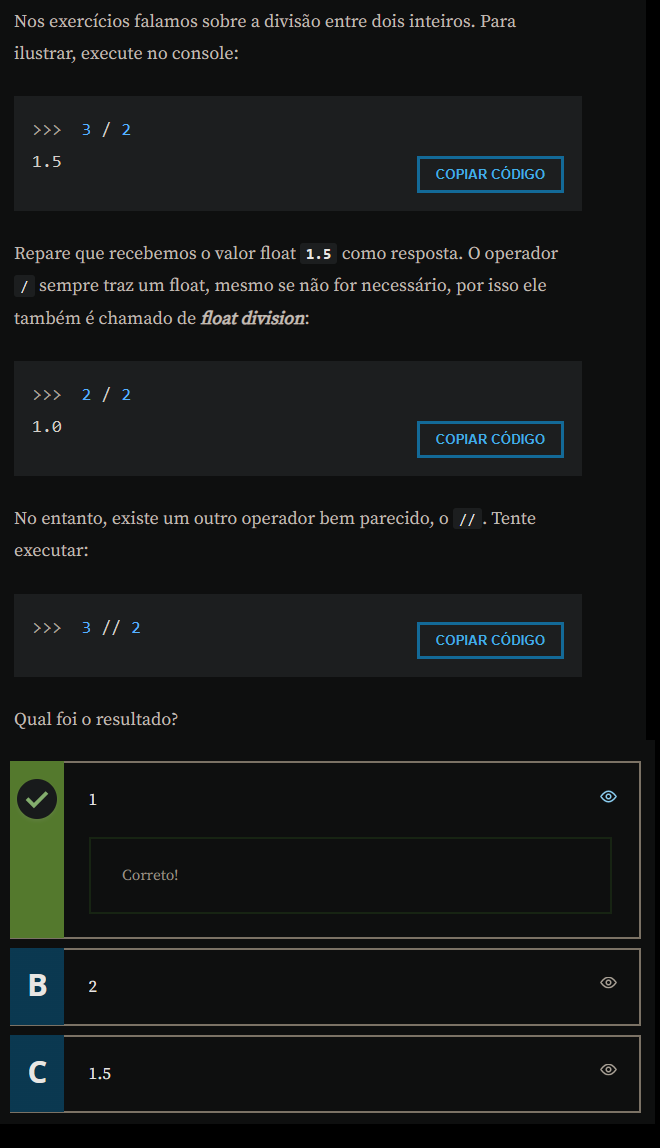 Nos exercícios falamos sobre a divisão entre dois inteiros. Para
ilustrar, execute no console:
>>> 3 / 2
1.5
COPIAR CÓDIGO
Repare que recebemos o valor float 1.5 como resposta. O operador
/ sempre traz um float, mesmo se não for necessário, por isso ele
também é chamado de float division:
>>> 2 / 2
1.0
COPIAR CÓDIGO
No entanto, existe um outro operador bem parecido, o //. Tente
executar:
>>> 3 // 2
COPIAR CÓDIGO
Qual foi o resultado?
1
Correto!
B
2
C
1.5